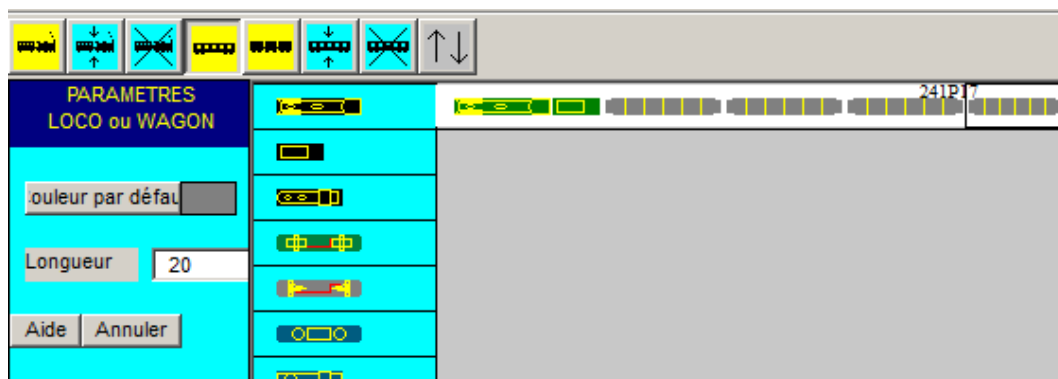 PARAMETRES
LOCO ou WAGON
241P17
ouleur par défau
Longueur 20
Aide Annuler